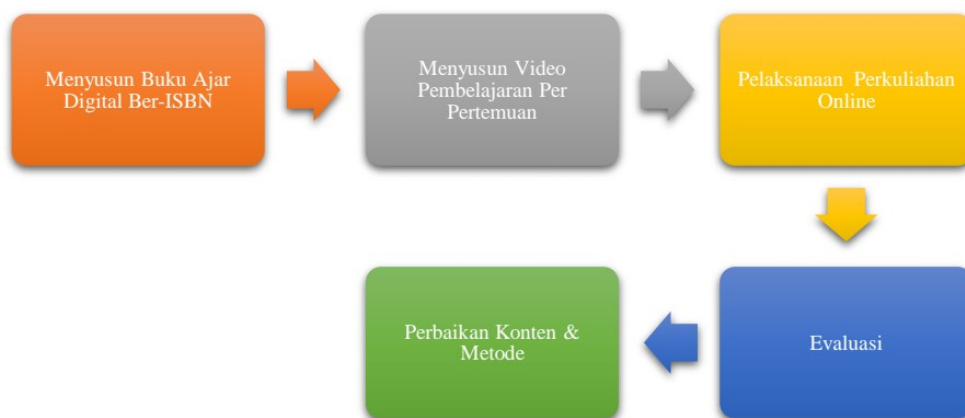 Menyusun Buku Ajar
Digital Ber-ISBN
Menyusun Video
Pembelajaran Per
Pertemuan
Pelaksanaan Perkuliahan
Online
Evaluasi
Perbaikan Konten &
Metode